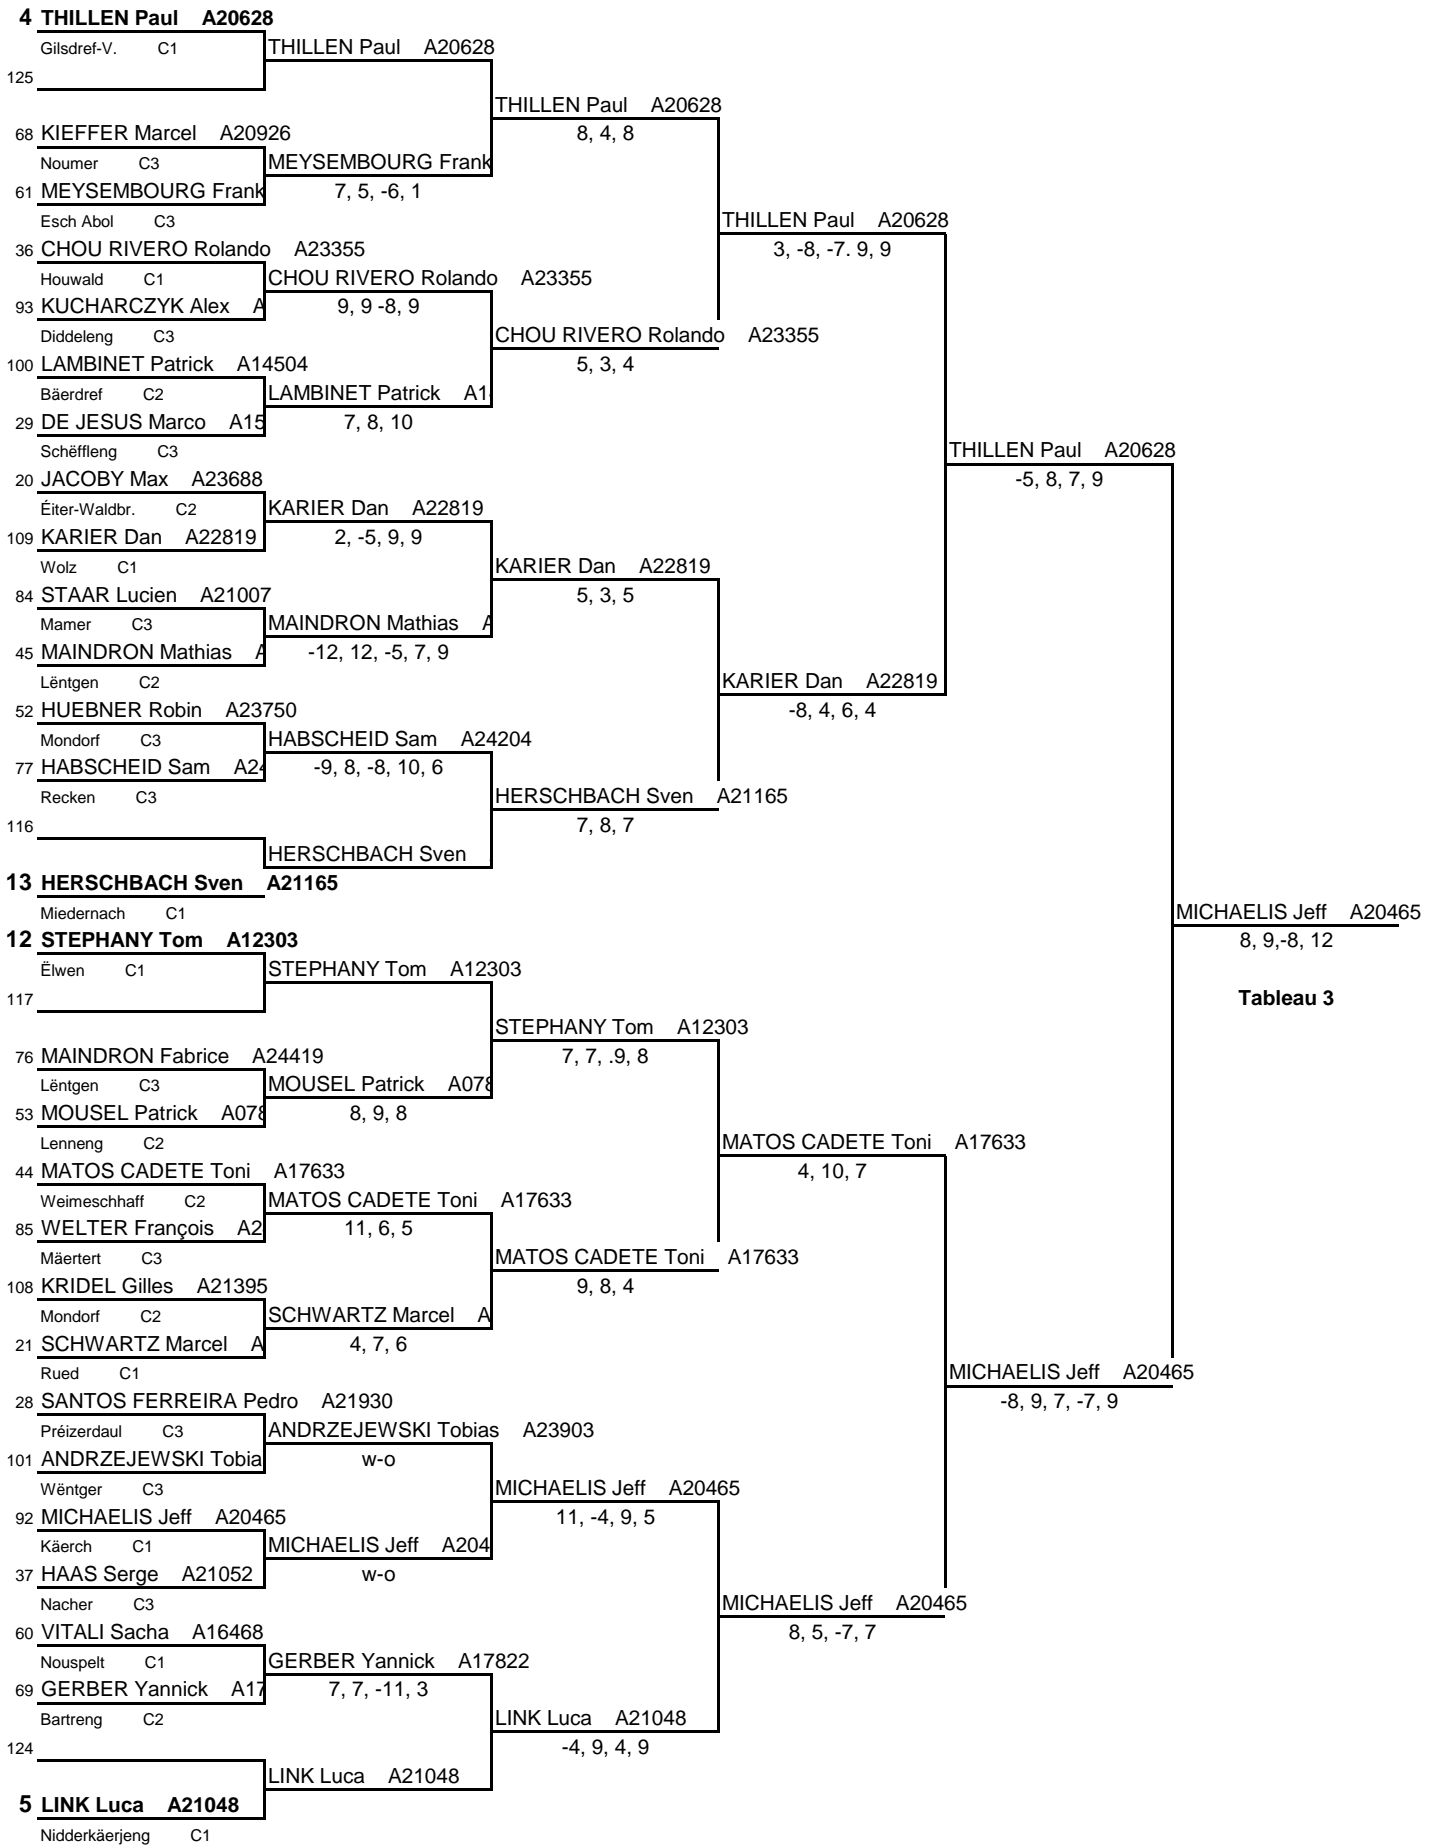 4 THILLEN Paul A20628
Gilsdref-V. C1 THILLEN Paul A20628
125
THILLEN Paul A20628
68 KIEFFER Marcel A20926 8, 4, 8
Noumer C3 MEYSEMBOURG Frank
61 MEYSEMBOURG Frank 7, 5, -6, 1
Esch Abol C3 THILLEN Paul A20628
36 CHOU RIVERO Rolando A23355 3, -8, -7. 9, 9
Houwald C1 CHOU RIVERO Rolando A23355
93 KUCHARCZYK Alex A 9, 9 -8, 9
Diddeleng C3 CHOU RIVERO Rolando A23355
100 LAMBINET Patrick A14504 5, 3, 4
Bäerdref C2 LAMBINET Patrick A1
29 DE JESUS Marco A15 7, 8, 10
Schëffleng C3 THILLEN Paul A20628
20 JACOBY Max A23688 -5, 8, 7, 9
Éiter-Waldbr. C2 KARIER Dan A22819
109 KARIER Dan A22819 2, -5, 9, 9
Wolz C1 KARIER Dan A22819
84 STAAR Lucien A21007 5, 3, 5
Mamer C3 MAINDRON Mathias A
45 MAINDRON Mathias A -12, 12, -5, 7, 9
Lëntgen C2 KARIER Dan A22819
52 HUEBNER Robin A23750 -8, 4, 6, 4
Mondorf C3 HABSCHEID Sam A24204
77 HABSCHEID Sam A24 -9, 8, -8, 10, 6
Recken C3 HERSCHBACH Sven A21165
116 7, 8, 7
HERSCHBACH Sven
13 HERSCHBACH Sven A21165
Miedernach C1 MICHAELIS Jeff A20465
12 STEPHANY Tom A12303 8, 9,-8, 12
Ëlwen C1 STEPHANY Tom A12303
117 Tableau 3
STEPHANY Tom A12303
76 MAINDRON Fabrice A24419 7, 7, .9, 8
Lëntgen C3 MOUSEL Patrick A078
53 MOUSEL Patrick A078 8, 9, 8
Lenneng C2 MATOS CADETE Toni A17633
44 MATOS CADETE Toni A17633 4, 10, 7
Weimeschhaff C2 MATOS CADETE Toni A17633
85 WELTER François A2 11, 6, 5
Mäertert C3 MATOS CADETE Toni A17633
108 KRIDEL Gilles A21395 9, 8, 4
Mondorf C2 SCHWARTZ Marcel A
21 SCHWARTZ Marcel A 4, 7, 6
Rued C1 MICHAELIS Jeff A20465
28 SANTOS FERREIRA Pedro A21930 -8, 9, 7, -7, 9
Préizerdaul C3 ANDRZEJEWSKI Tobias A23903
101 ANDRZEJEWSKI Tobia w-o
Wëntger C3 MICHAELIS Jeff A20465
92 MICHAELIS Jeff A20465 11, -4, 9, 5
Käerch C1 MICHAELIS Jeff A204
37 HAAS Serge A21052 w-o
Nacher C3 MICHAELIS Jeff A20465
60 VITALI Sacha A16468 8, 5, -7, 7
Nouspelt C1 GERBER Yannick A17822
69 GERBER Yannick A17 7, 7, -11, 3
Bartreng C2 LINK Luca A21048
124 -4, 9, 4, 9
LINK Luca A21048
5 LINK Luca A21048
Nidderkäerjeng C1